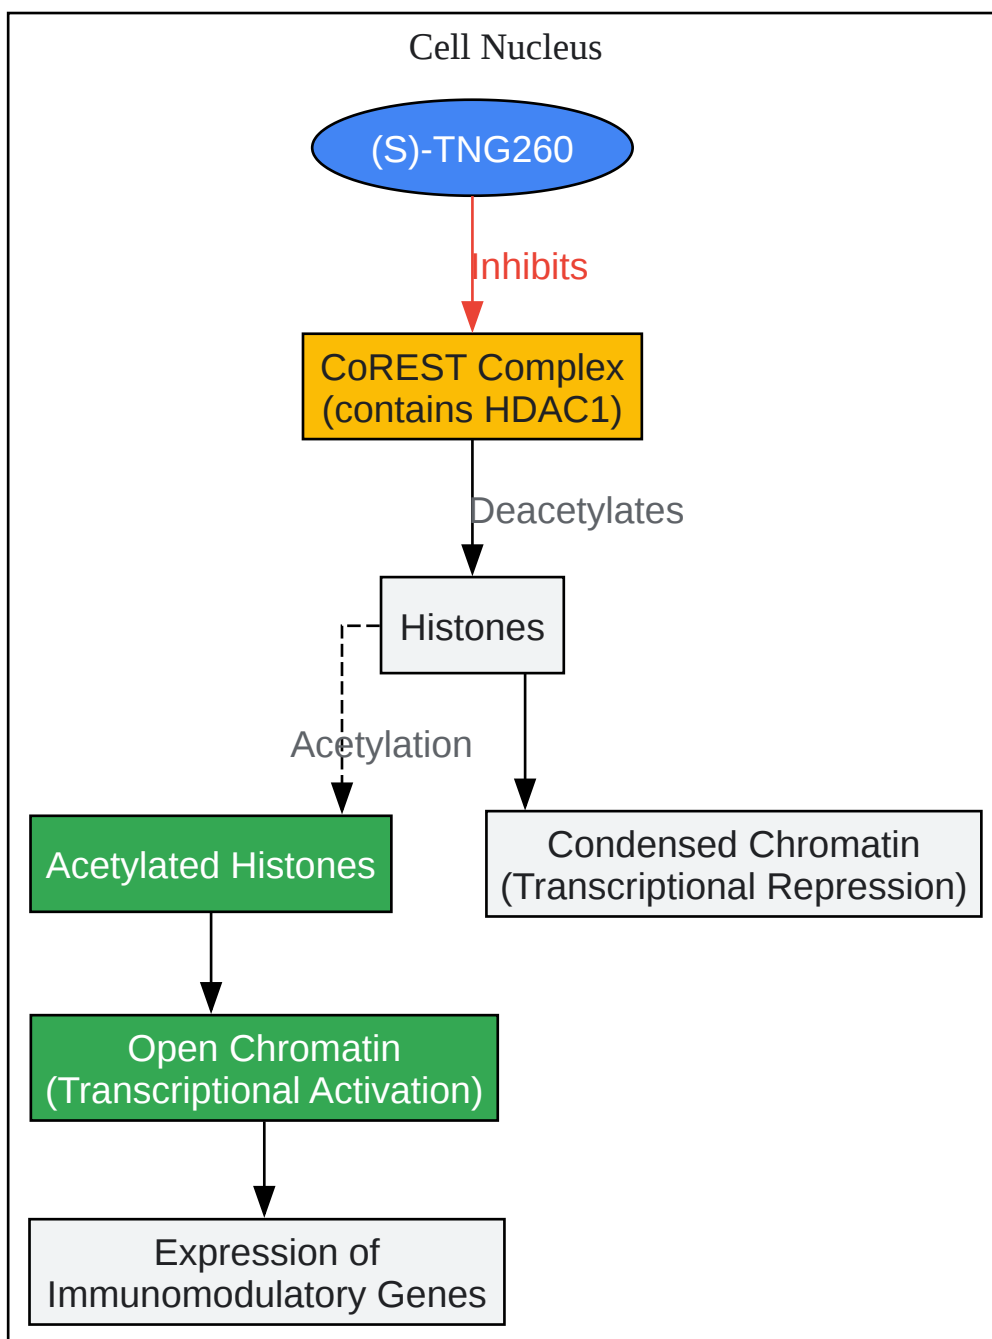 Cell Nucleus
(S)-TNG260
Inhibits
CoREST Complex
(contains HDAC1)
Deacetylates
Histones
Acetylation
Acetylated Histones
Condensed Chromatin
(Transcriptional Repression)
Open Chromatin
(Transcriptional Activation)
Expression of
Immunomodulatory Genes